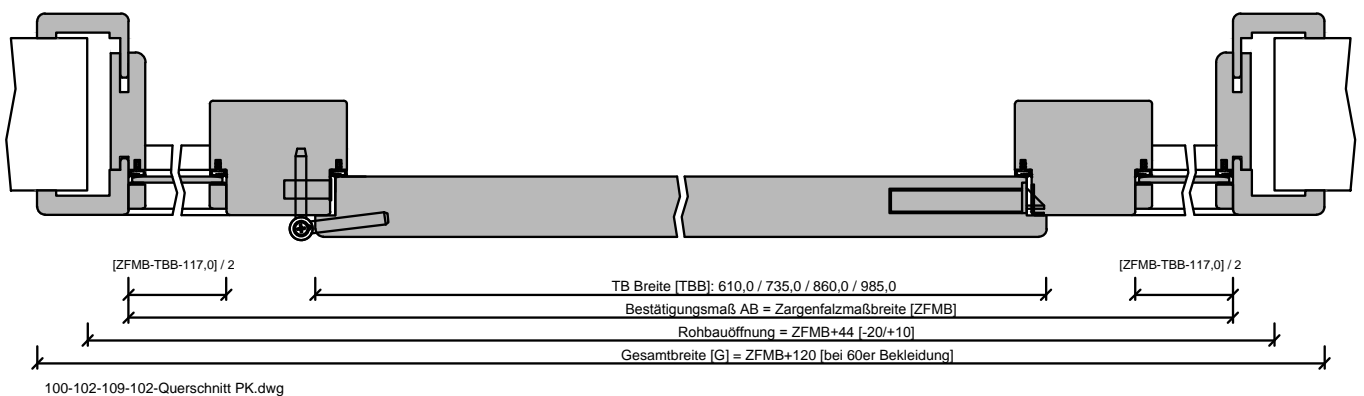 [ZFMB-TBB-117,0] / 2
[ZFMB-TBB-117,0] / 2
TB Breite [TBB]: 610,0 / 735,0 / 860,0 / 985,0
Bestätigungsmaß AB = Zargenfalzmaßbreite [ZFMB]
Rohbauöffnung = ZFMB+44 [-20/+10]
Gesamtbreite [G] = ZFMB+120 [bei 60er Bekleidung]
100-102-109-102-Querschnitt PK.dwg